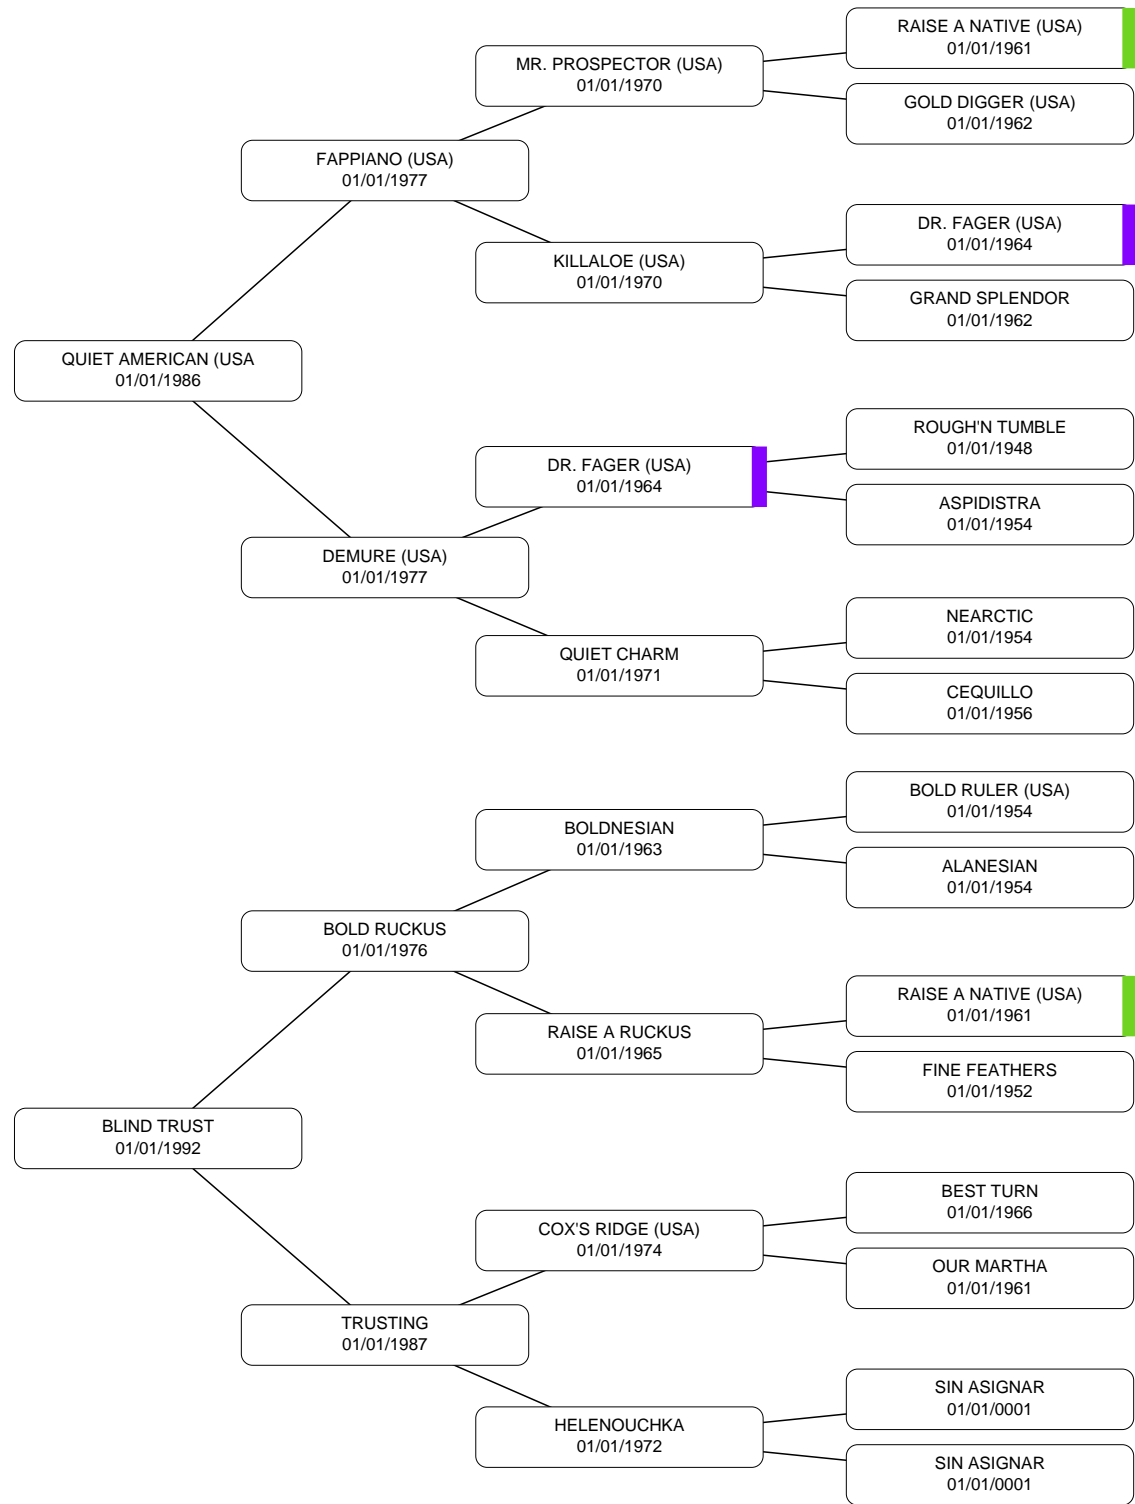 RAISE A NATIVE (USA)
01/01/1961
MR. PROSPECTOR (USA)
01/01/1970
GOLD DIGGER (USA)
01/01/1962
FAPPIANO (USA)
01/01/1977
DR. FAGER (USA)
01/01/1964
KILLALOE (USA)
01/01/1970
GRAND SPLENDOR
01/01/1962
QUIET AMERICAN (USA
01/01/1986
ROUGH'N TUMBLE
01/01/1948
DR. FAGER (USA)
01/01/1964
ASPIDISTRA
01/01/1954
DEMURE (USA)
01/01/1977
NEARCTIC
01/01/1954
QUIET CHARM
01/01/1971
CEQUILLO
01/01/1956
BOLD RULER (USA)
01/01/1954
BOLDNESIAN
01/01/1963
ALANESIAN
01/01/1954
BOLD RUCKUS
01/01/1976
RAISE A NATIVE (USA)
01/01/1961
RAISE A RUCKUS
01/01/1965
FINE FEATHERS
01/01/1952
BLIND TRUST
01/01/1992
BEST TURN
01/01/1966
COX'S RIDGE (USA)
01/01/1974
OUR MARTHA
01/01/1961
TRUSTING
01/01/1987
SIN ASIGNAR
01/01/0001
HELENOUCHKA
01/01/1972
SIN ASIGNAR
01/01/0001